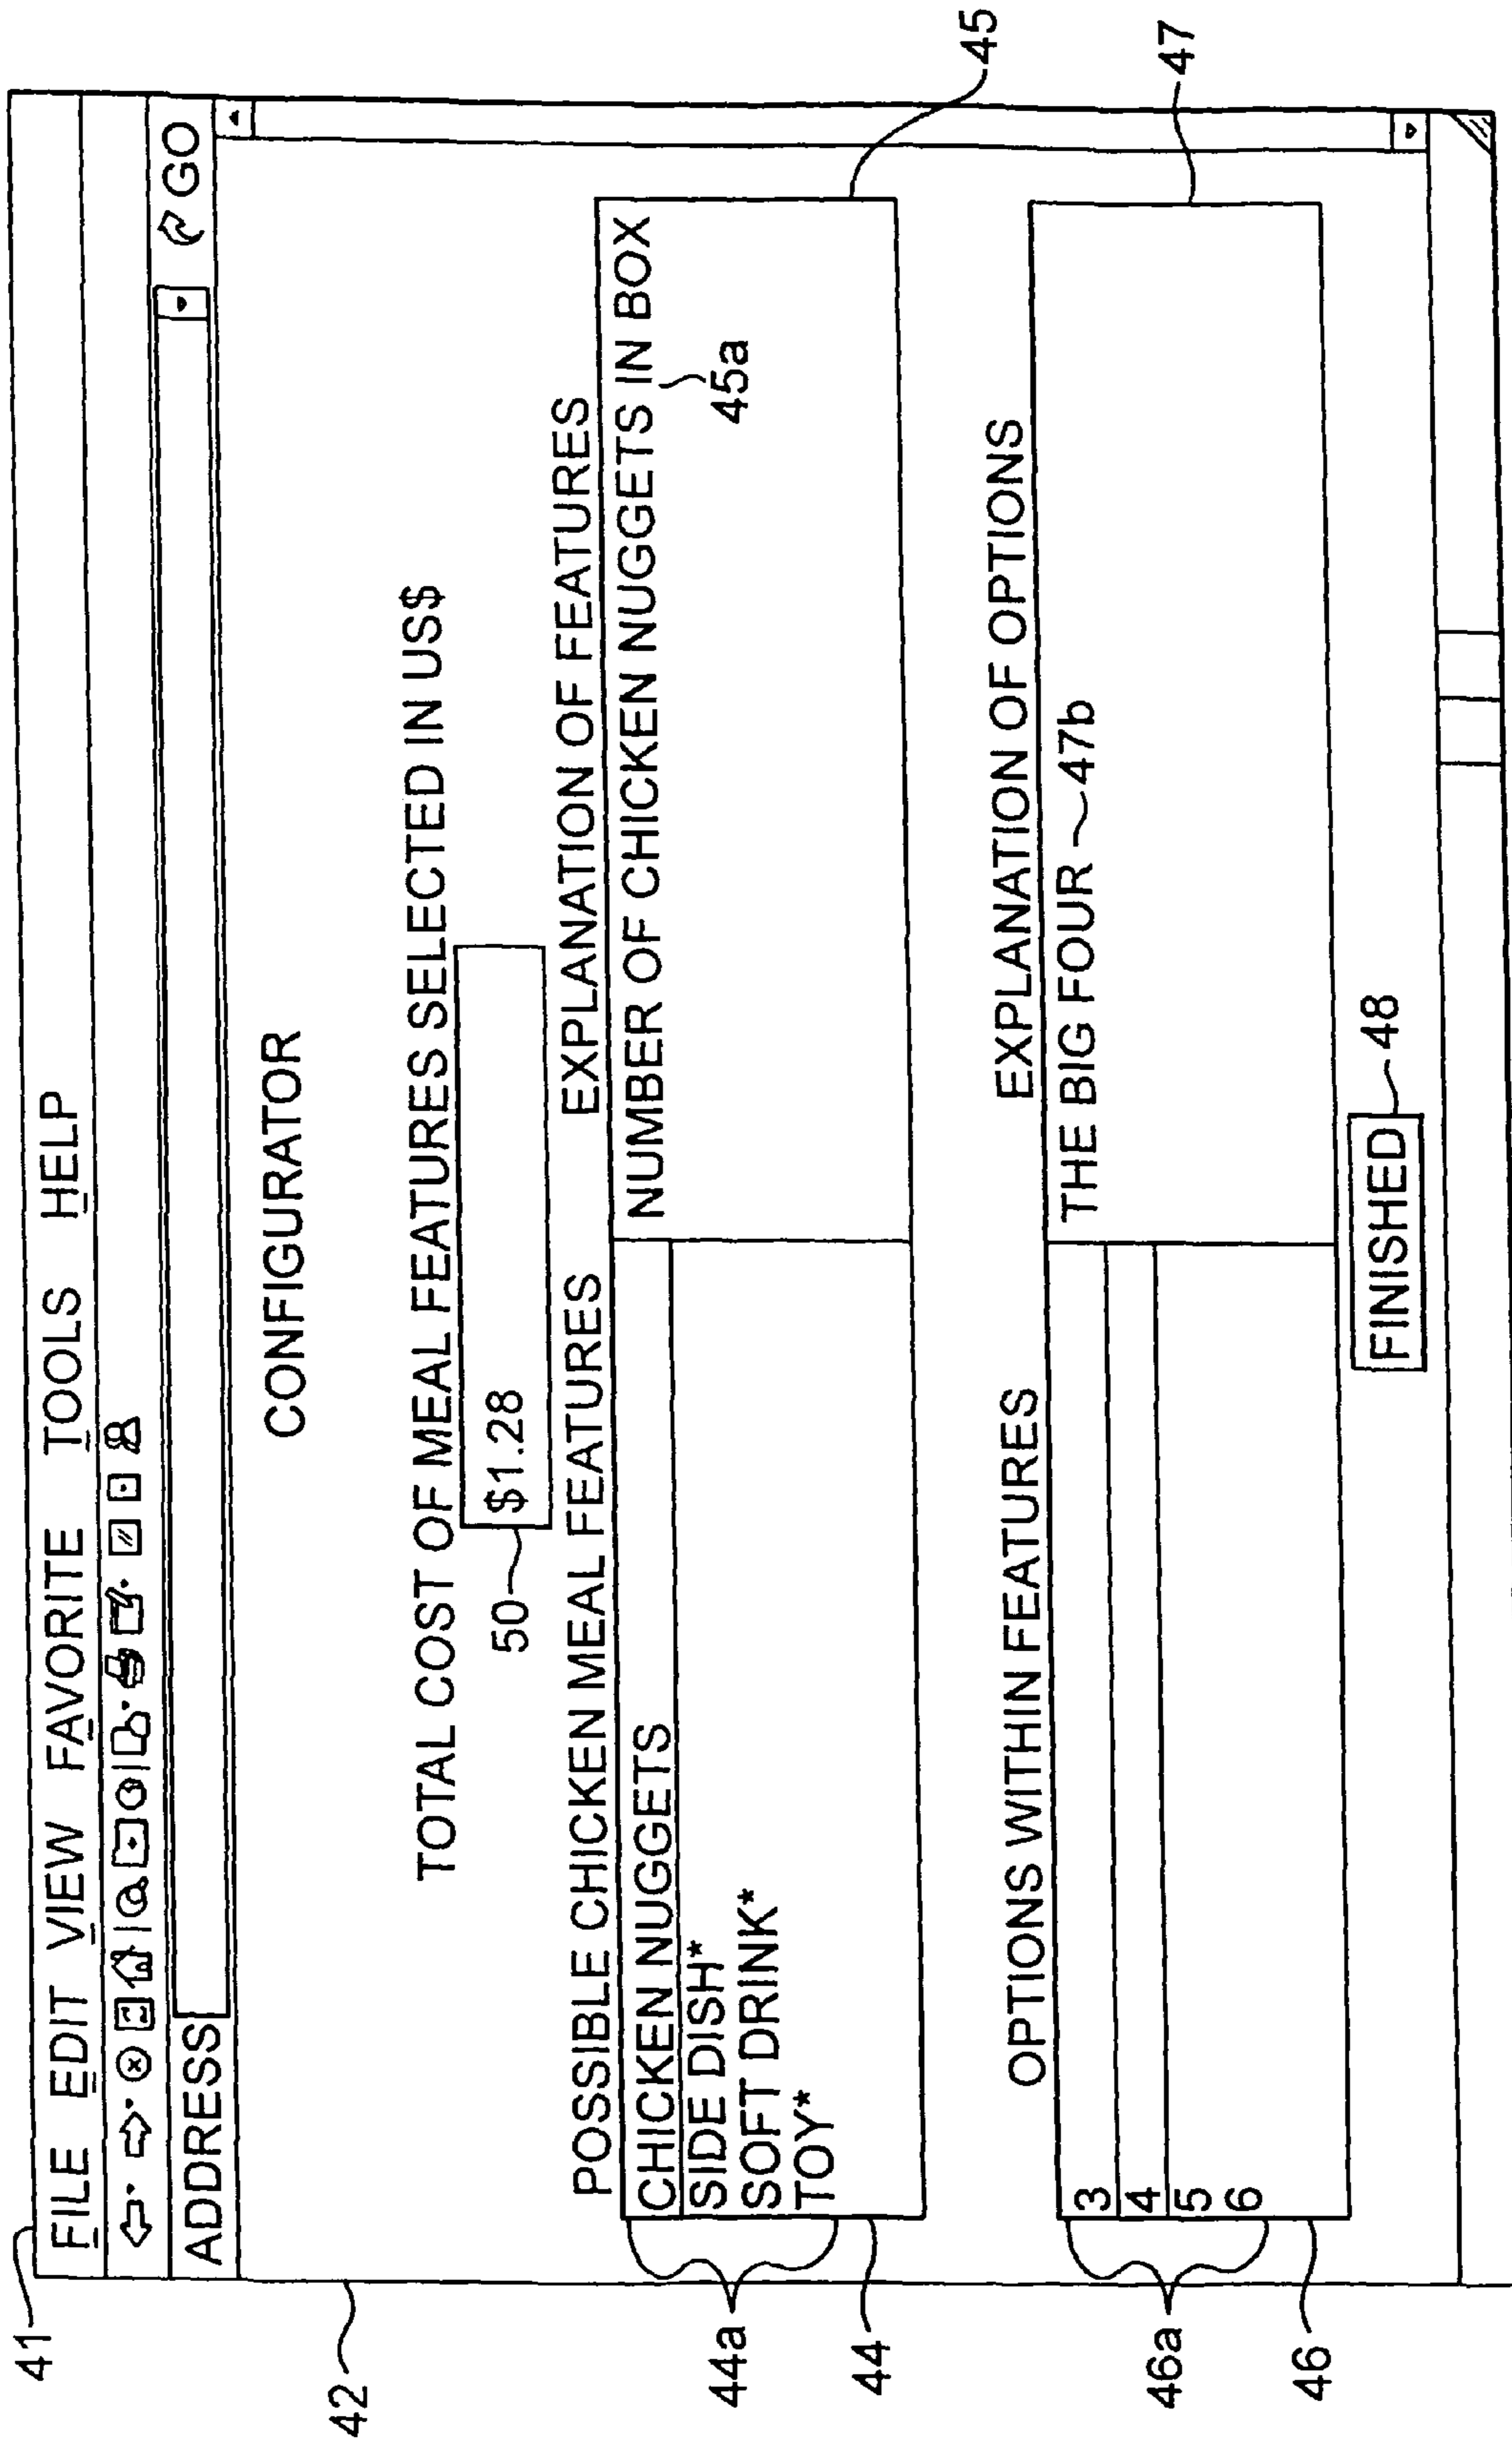 41
FILE EDIT VIEW FAVORITE TOOLS HELP
ADDRESS
GO
42
CONFIGURATOR
TOTAL COST OF MEAL FEATURES SELECTED IN US$
50
$1.28
POSSIBLE CHICKEN MEAL FEATURES
EXPLANATION OF FEATURES
CHICKEN NUGGETS
SIDE DISH*
SOFT DRINK*
TOY*
NUMBER OF CHICKEN NUGGETS IN BOX
45a
45
44a
44
OPTIONS WITHIN FEATURES
EXPLANATION OF OPTIONS
3
4
5
6
THE BIG FOUR
47b
47
46a
46
FINISHED
48